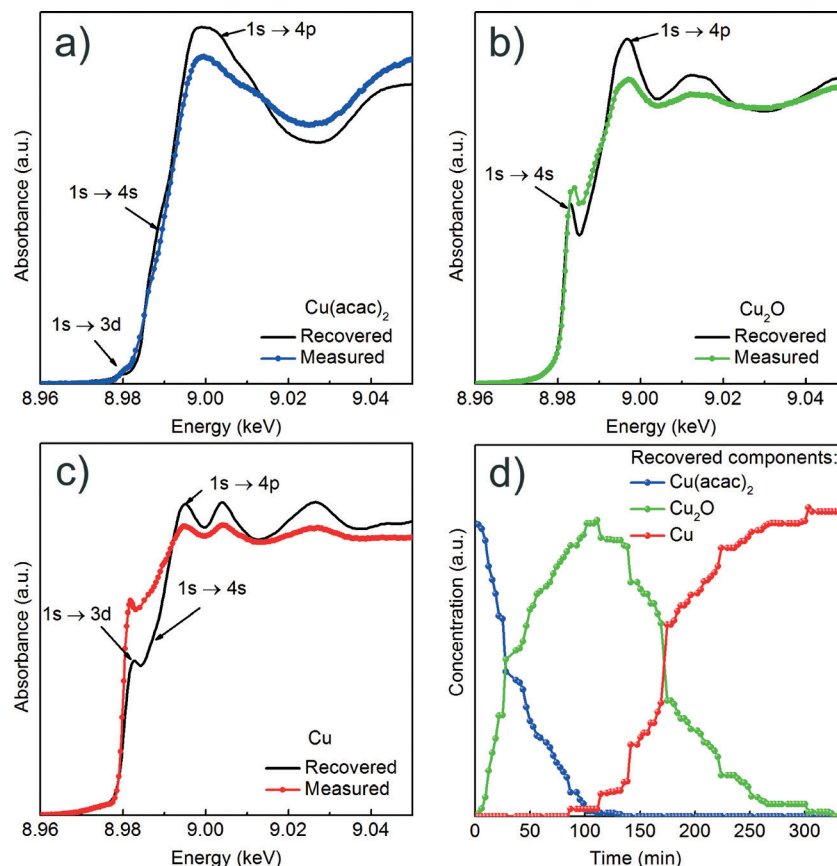 a)
1s → 4p
1s → 4s
1s → 3d
Cu(acac)₂
Recovered
Measured
Absorbance (a.u.)
8.96 8.98 9.00 9.02 9.04
Energy (keV)
b)
1s → 4p
1s → 4s
Cu₂O
Recovered
Measured
Absorbance (a.u.)
8.96 8.98 9.00 9.02 9.04
Energy (keV)
c)
1s → 4p
1s → 4s
1s → 3d
Cu
Recovered
Measured
Absorbance (a.u.)
8.96 8.98 9.00 9.02 9.04
Energy (keV)
d)
Recovered components:
Cu(acac)₂
Cu₂O
Cu
Concentration (a.u.)
0 50 100 150 200 250 300
Time (min)